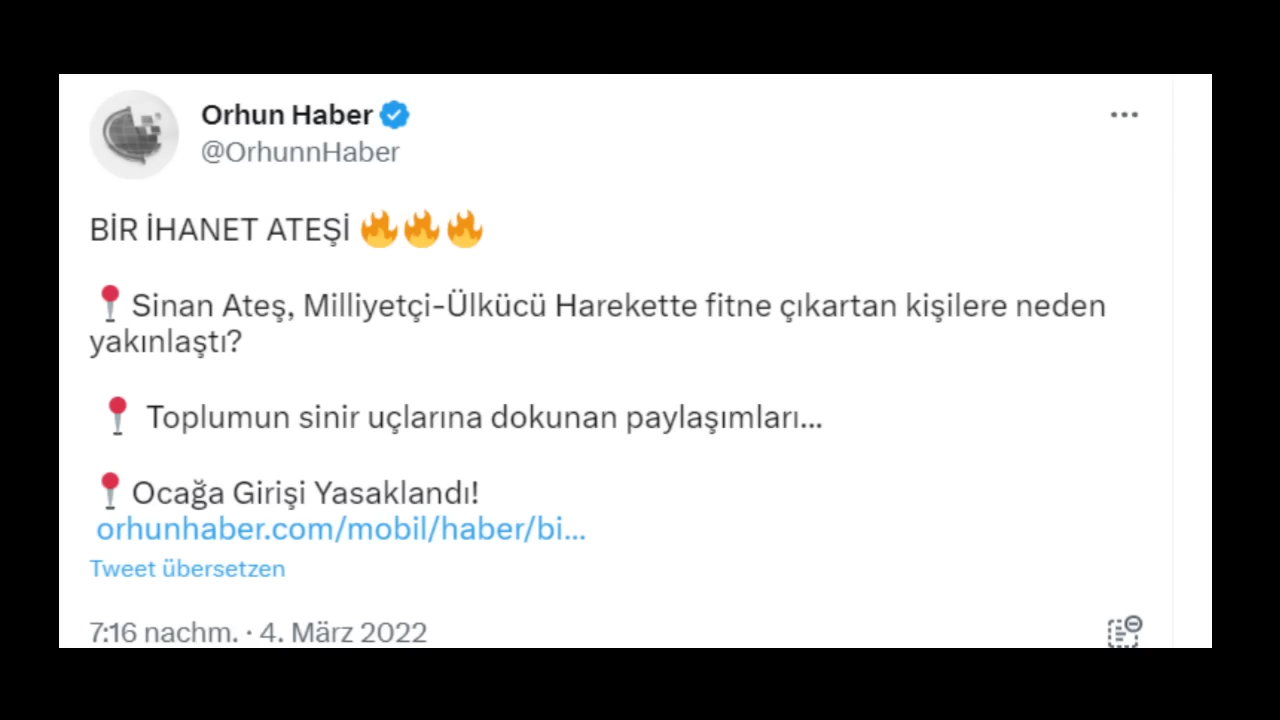 Orhun Haber
@OrhunnHaber
BİR İHANET ATEŞİ 🔥🔥🔥
📍Sinan Ateş, Milliyetçi-Ülkücü Harekette fitne çıkartan kişilere neden
yakınlaştı?
📍 Toplumun sinir uçlarına dokunan paylaşımları...
📍Ocağa Girişi Yasaklandı!
orhunhaber.com/mobil/haber/bi...
Tweet übersetzen
7:16 nachm. · 4. März 2022